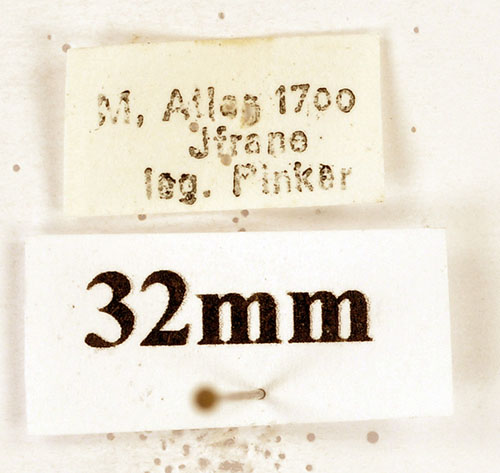 M, Atlas 1700
Jfrane
leg. Pinker
32mm